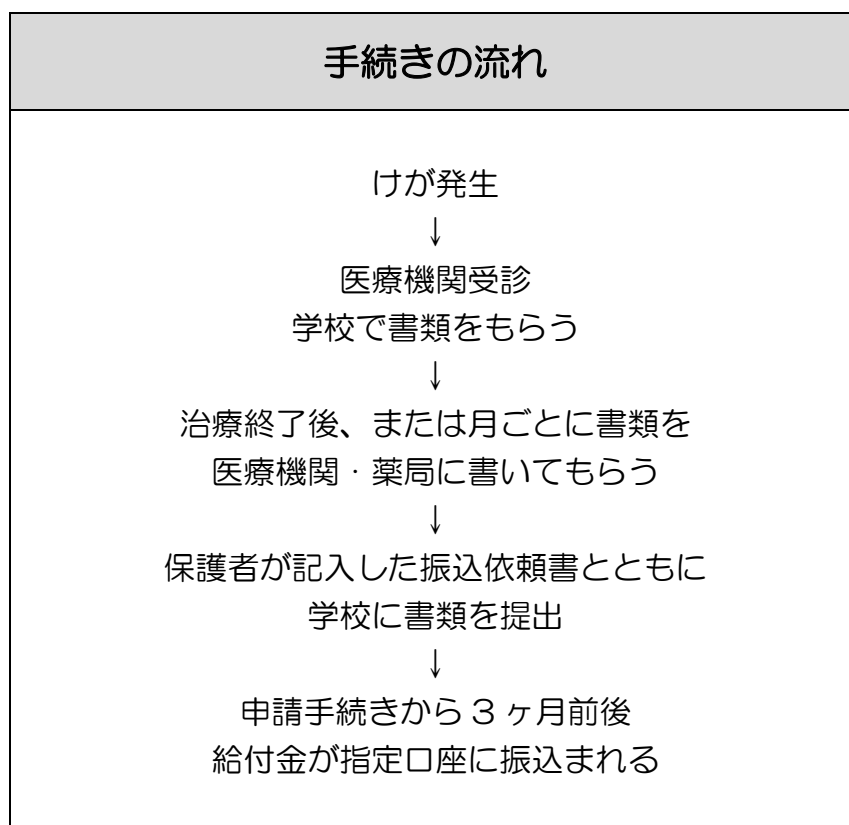 手続きの流れ
けが発生
↓
医療機関受診
学校で書類をもらう
↓
治療終了後、または月ごとに書類を
医療機関・薬局に書いてもらう
↓
保護者が記入した振込依頼書とともに
学校に書類を提出
↓
申請手続きから３ヶ月前後
給付金が指定口座に振込まれる